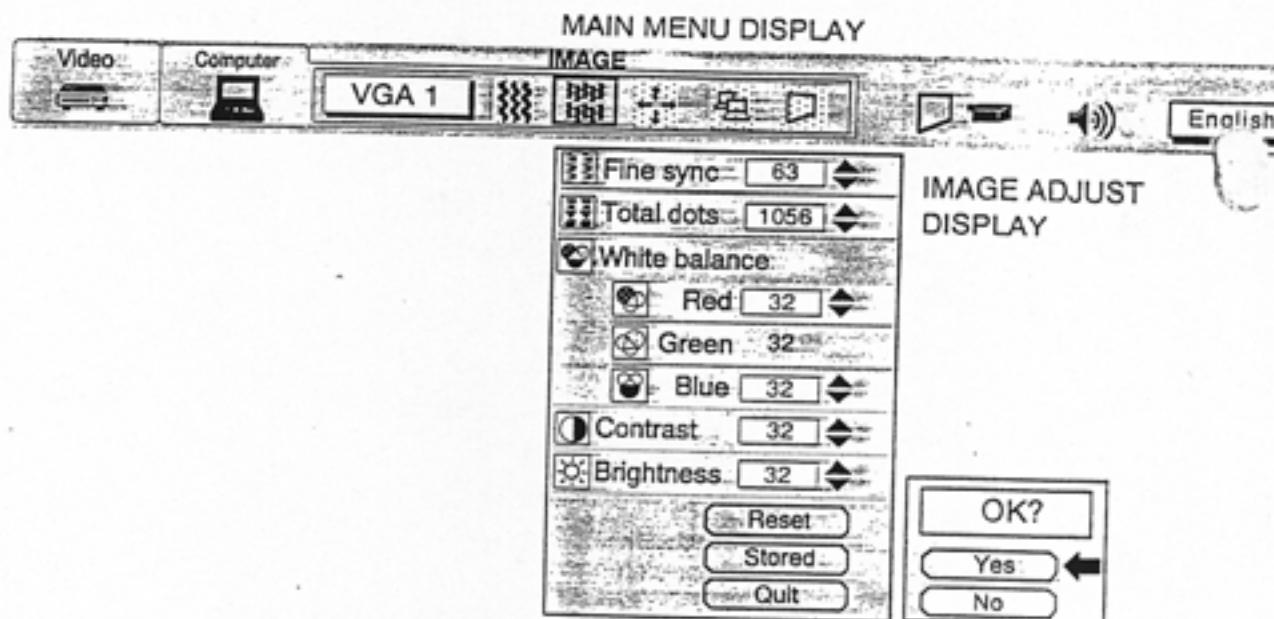 MAIN MENU DISPLAY
Video
Computer
IMAGE
VGA 1
English
Fine sync 63
Total dots 1056
White balance
Red 32
Green 32
Blue 32
Contrast 32
Brightness 32
Reset
Stored
Quit
IMAGE ADJUST
DISPLAY
OK?
Yes
No